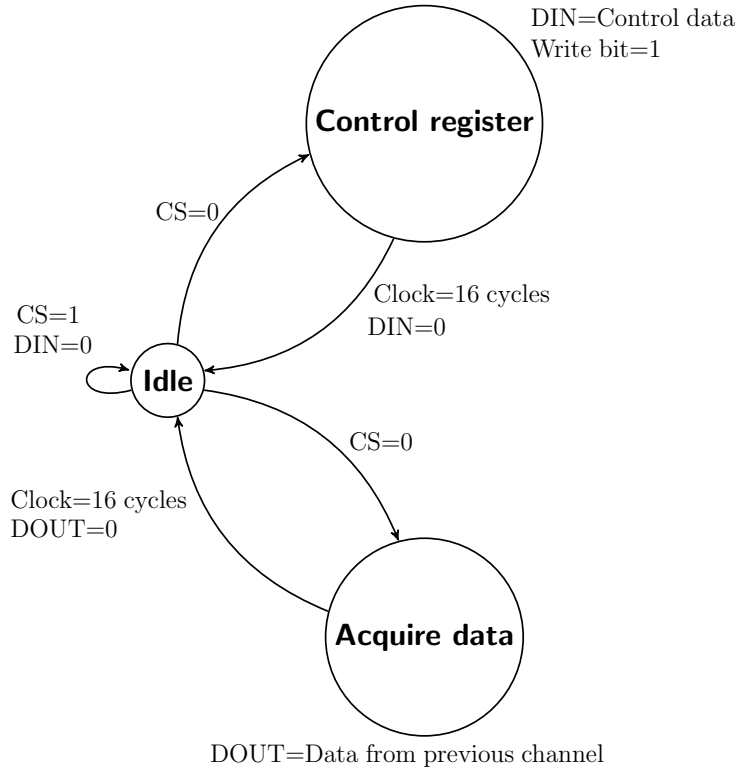 DIN=Control data
Write bit=1
Control register
CS=0
Clock=16 cycles
DIN=0
CS=1
DIN=0
Idle
CS=0
Clock=16 cycles
DOUT=0
Acquire data
DOUT=Data from previous channel